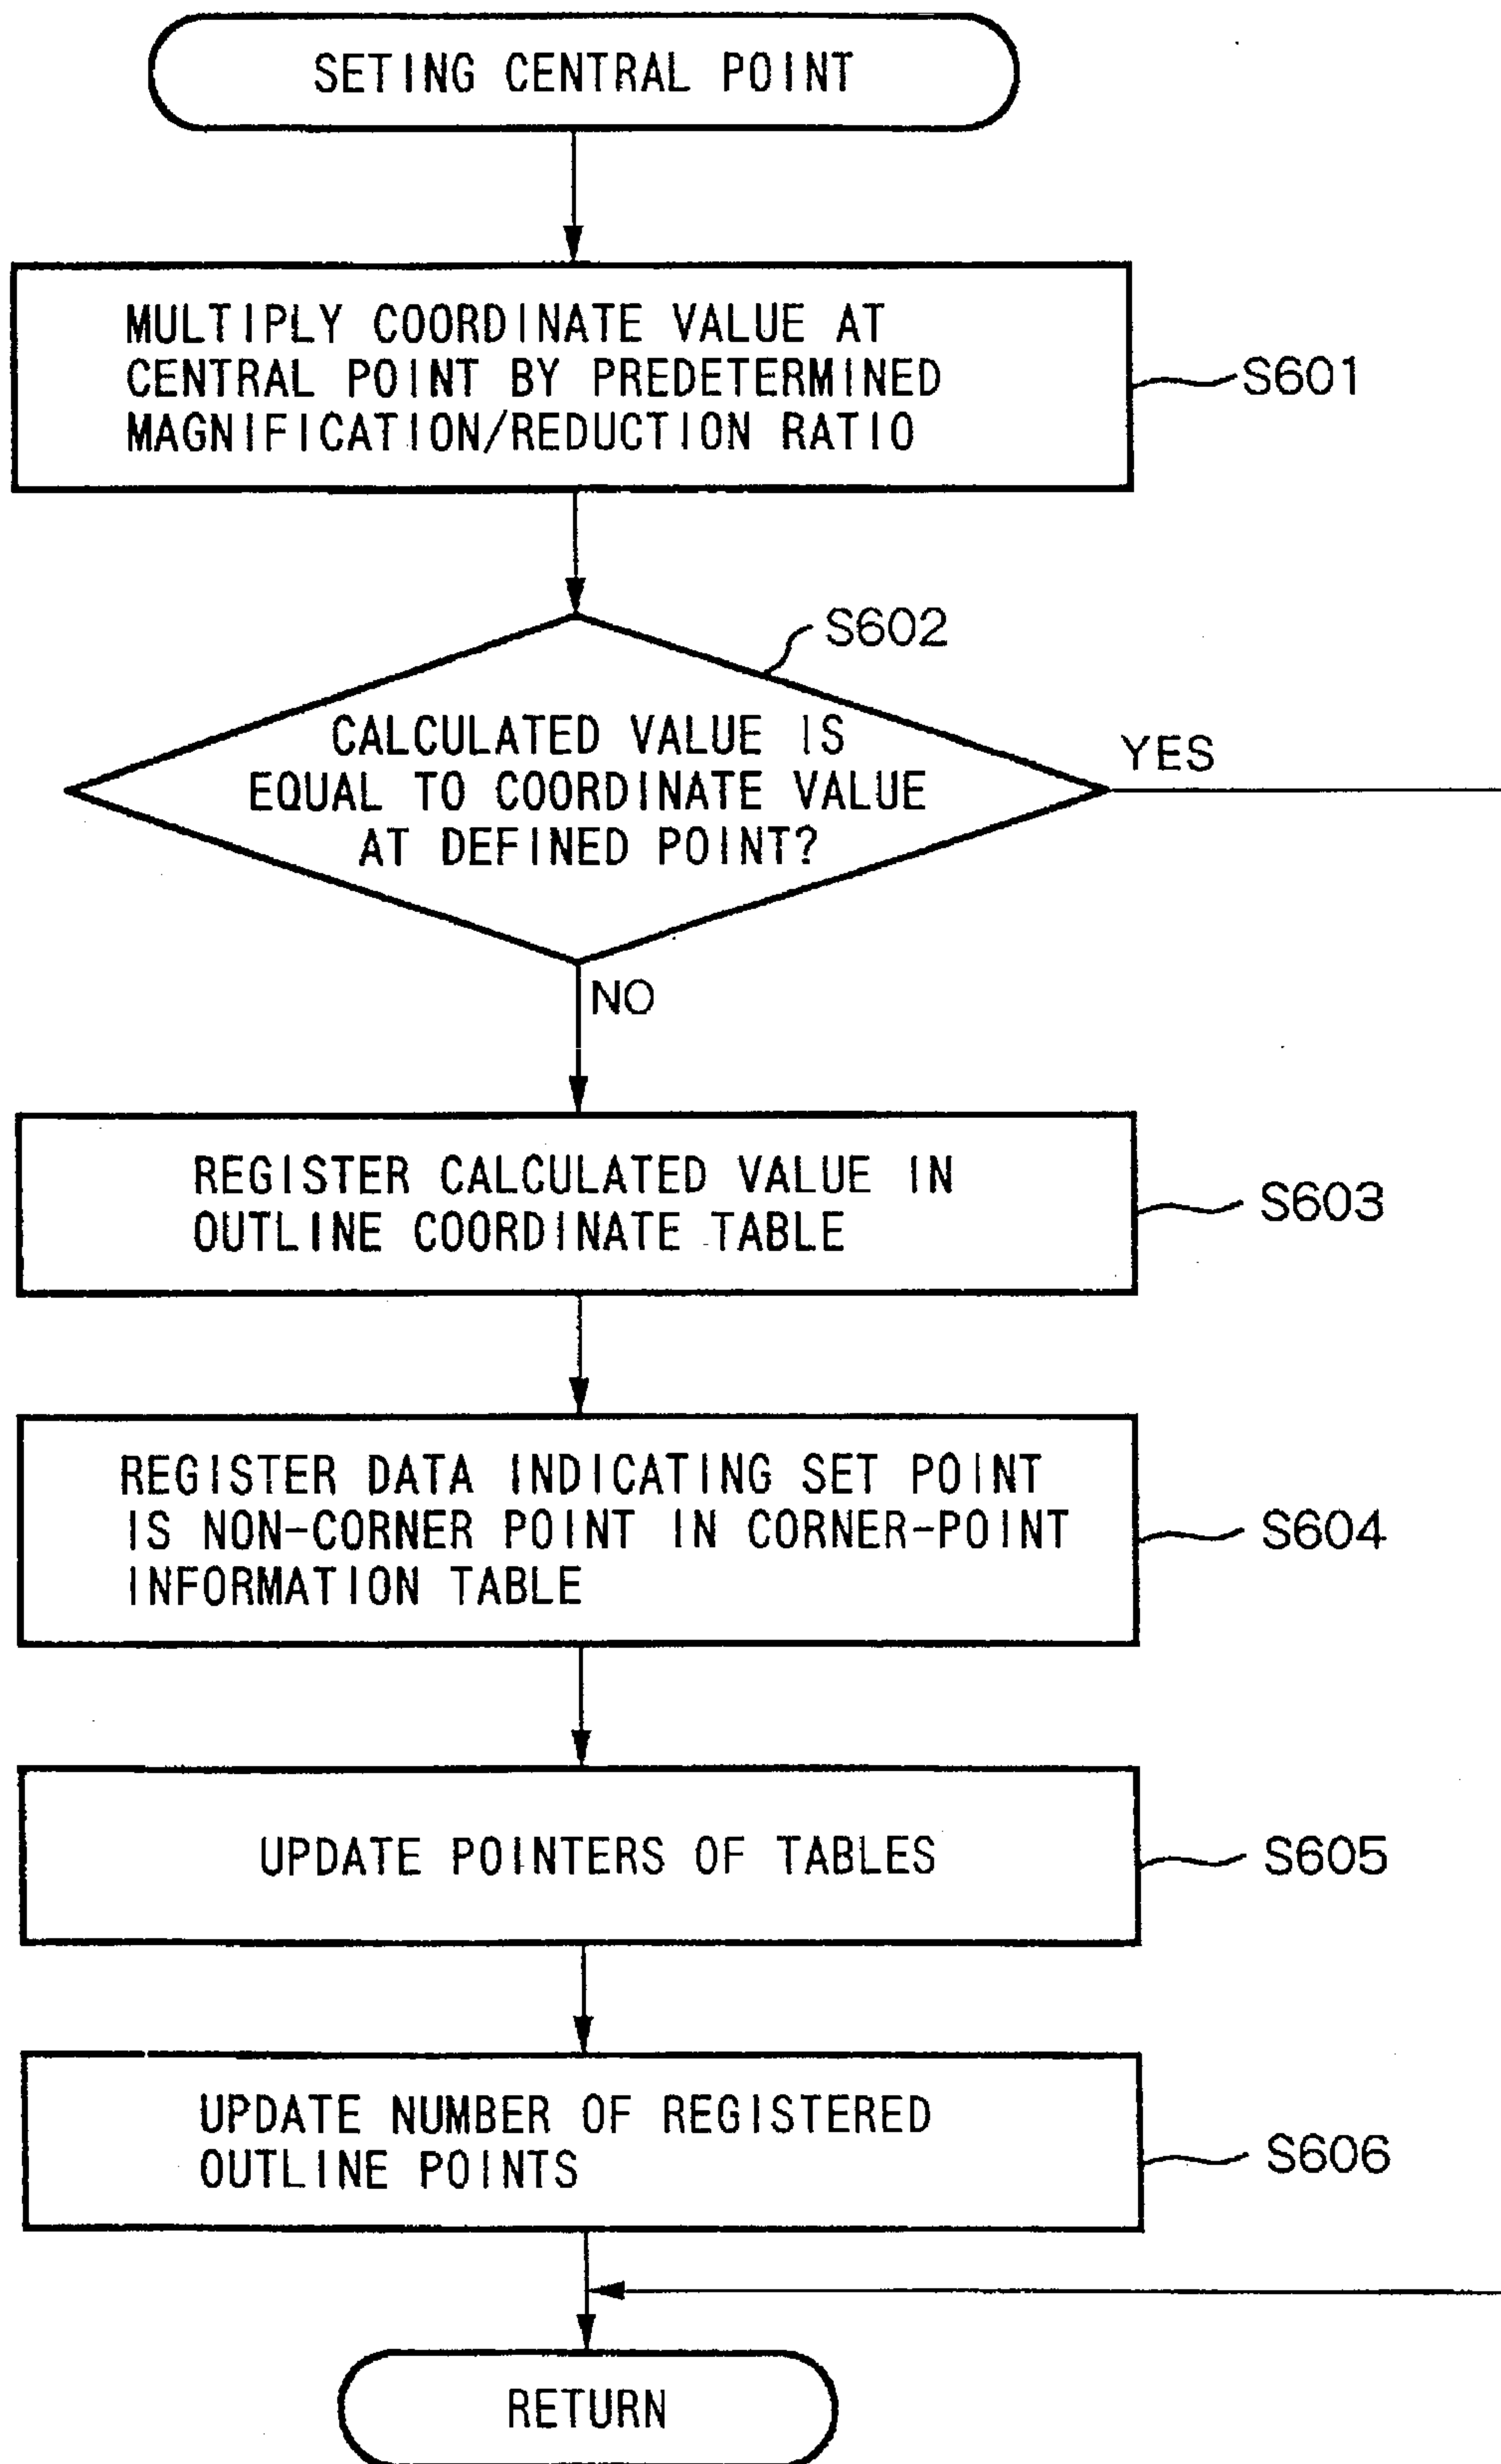 SETING CENTRAL POINT
MULTIPLY COORDINATE VALUE AT
CENTRAL POINT BY PREDETERMINED
MAGNIFICATION/REDUCTION RATIO
S601
S602
CALCULATED VALUE IS
EQUAL TO COORDINATE VALUE
AT DEFINED POINT?
YES
NO
REGISTER CALCULATED VALUE IN
OUTLINE COORDINATE TABLE
S603
REGISTER DATA INDICATING SET POINT
IS NON-CORNER POINT IN CORNER-POINT
INFORMATION TABLE
S604
UPDATE POINTERS OF TABLES
S605
UPDATE NUMBER OF REGISTERED
OUTLINE POINTS
S606
RETURN